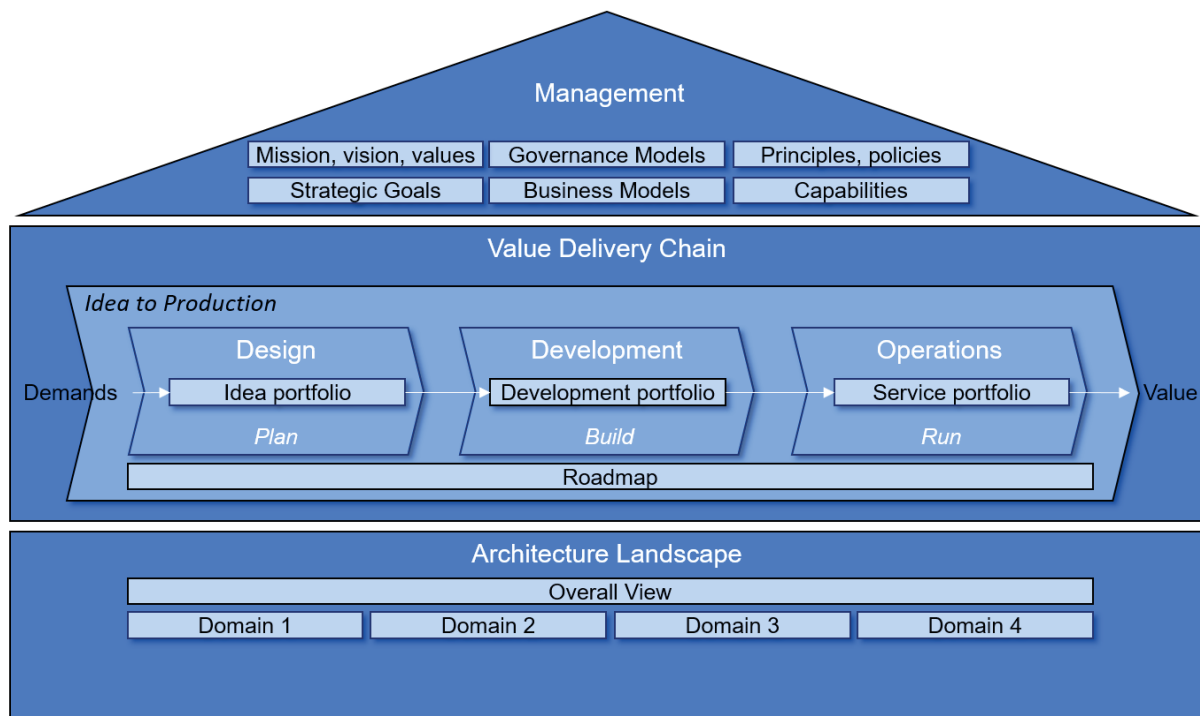 Management
Mission, vision, values
Governance Models
Principles, policies
Strategic Goals
Business Models
Capabilities
Value Delivery Chain
Idea to Production
Design
Development
Operations
Demands
Idea portfolio
Development portfolio
Service portfolio
Value
Plan
Build
Run
Roadmap
Architecture Landscape
Overall View
Domain 1
Domain 2
Domain 3
Domain 4